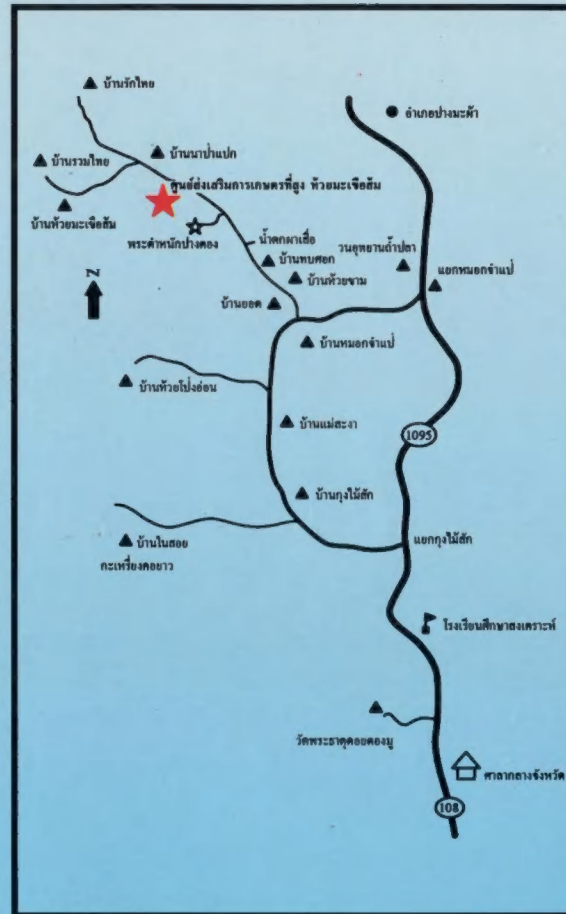 บ้านรักไทย
อำเภอปางมะผ้า
บ้านรวมไทย
บ้านนาป่าแปก
ศูนย์ส่งเสริมการเกษตรที่สูง ห้วยมะเขือส้ม
บ้านห้วยมะเขือส้ม
พระตำหนักปางตอง
น้ำตกผาเสื่อ
บ้านทบศอก
วนอุทยานถ้ำปลา
แยกหมอกจำแป่
N
บ้านห้วยขาน
บ้านยอด
บ้านหมอกจำแป่
บ้านห้วยโป่งอ่อน
บ้านแม่สะงา
1095
บ้านกุงไม้สัก
บ้านในสอย
กะเหรี่ยงคอยาว
แยกกุงไม้สัก
โรงเรียนศึกษาสงเคราะห์
วัดพระธาตุดอยกองมู
ศาลากลางจังหวัด
108